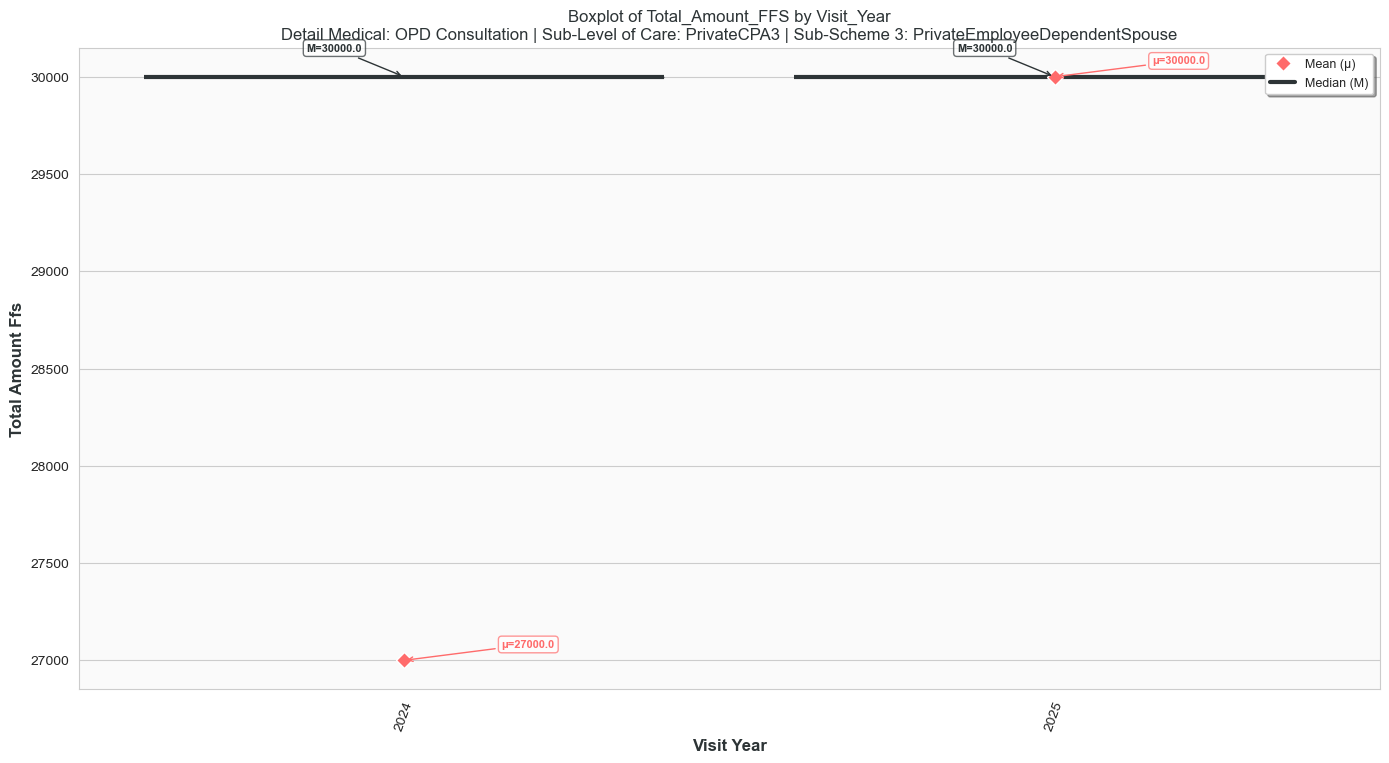 Boxplot of Total_Amount_FFS by Visit_Year
Detail Medical: OPD Consultation | Sub-Level of Care: PrivateCPA3 | Sub-Scheme 3: PrivateEmployeeDependentSpouse
M=30000.0
M=30000.0
μ=30000.0
Mean (μ)
Median (M)
30000
29500
29000
28500
28000
27500
27000
Total Amount Ffs
μ=27000.0
2024
2025
Visit Year